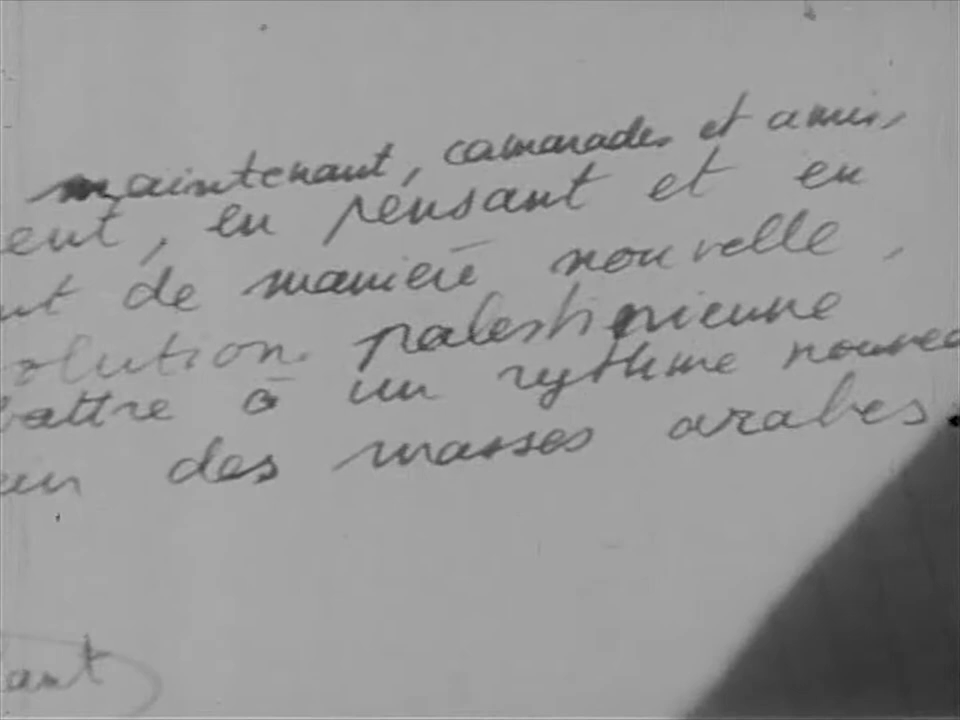 maintenant, camarades et amis,
ent, en pensant et en
nt de manière nouvelle,
olution palestinienne
battre à un rythme nouvea
des masses arabes.
ant